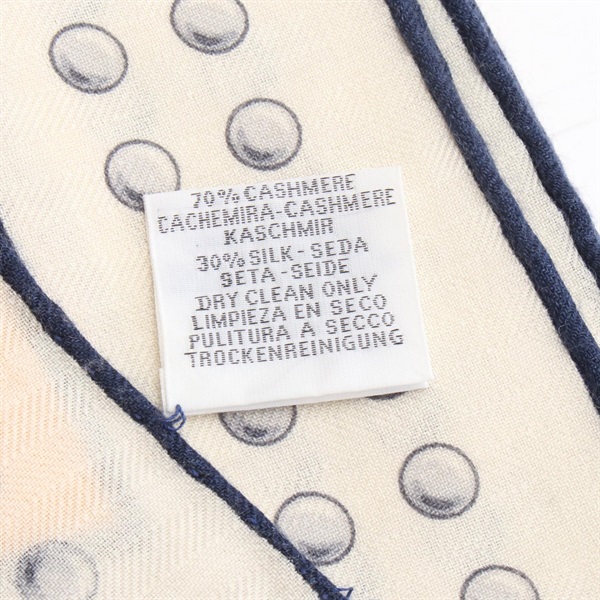 70% CASHMERE
CACHEMIRA-CASHMERE
KASCHMIR
30% SILK-SEDA
SETA-SEIDE
DRY CLEAN ONLY
LIMPIEZA EN SECO
PULITURA A SECCO
TROCKENREINIGUNG